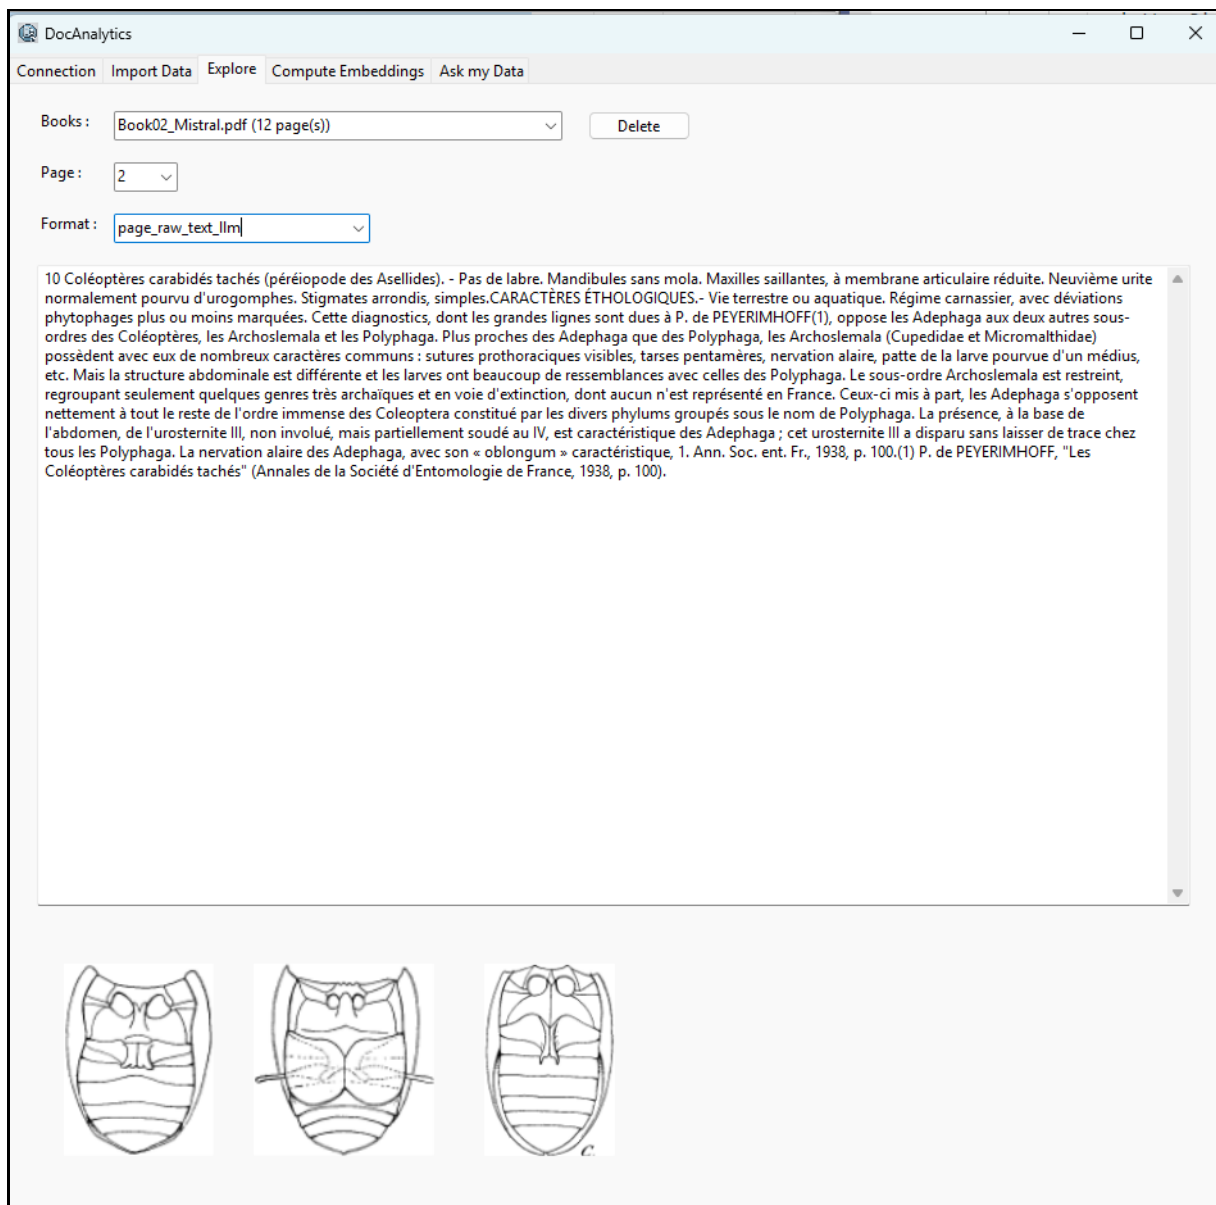 DocAnalytics
Connection Import Data Explore Compute Embeddings Ask my Data
Books : Book02_Mistral.pdf (12 page(s)) Delete
Page : 2
Format : page_raw_text_llm
10 Coléoptères carabidés tachés (péréiopode des Asellides). - Pas de labre. Mandibules sans mola. Maxilles saillantes, à membrane articulaire réduite. Neuvième urite
normalement pourvu d'urogomphes. Stigmates arrondis, simples.CARACTÈRES ÉTHOLOGIQUES.- Vie terrestre ou aquatique. Régime carnassier, avec déviations
phytophages plus ou moins marquées. Cette diagnostics, dont les grandes lignes sont dues à P. de PEYERIMHOFF(1), oppose les Adephaga aux deux autres sous-
ordres des Coléoptères, les Archoslemala et les Polyphaga. Plus proches des Adephaga que des Polyphaga, les Archoslemala (Cupedidae et Micromalthidae)
possèdent avec eux de nombreux caractères communs : sutures prothoraciques visibles, tarses pentamères, nervation alaire, patte de la larve pourvue d'un médius,
etc. Mais la structure abdominale est différente et les larves ont beaucoup de ressemblances avec celles des Polyphaga. Le sous-ordre Archoslemala est restreint,
regroupant seulement quelques genres très archaïques et en voie d'extinction, dont aucun n'est représenté en France. Ceux-ci mis à part, les Adephaga s'opposent
nettement à tout le reste de l'ordre immense des Coleoptera constitué par les divers phylums groupés sous le nom de Polyphaga. La présence, à la base de
l'abdomen, de l'urosternite III, non involué, mais partiellement soudé au IV, est caractéristique des Adephaga ; cet urosternite III a disparu sans laisser de trace chez
tous les Polyphaga. La nervation alaire des Adephaga, avec son « oblongum » caractéristique, 1. Ann. Soc. ent. Fr., 1938, p. 100.(1) P. de PEYERIMHOFF, "Les
Coléoptères carabidés tachés" (Annales de la Société d'Entomologie de France, 1938, p. 100).
C.